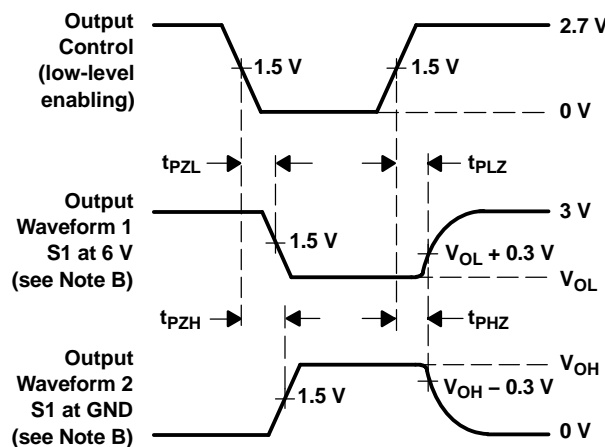 Output
Control
(low-level
enabling)
1.5 V
1.5 V
2.7 V
0 V
tPZL
tPLZ
Output
Waveform 1
S1 at 6 V
(see Note B)
1.5 V
3 V
VOL + 0.3 V
VOL
tPZH
tPHZ
Output
Waveform 2
S1 at GND
(see Note B)
1.5 V
VOH
VOH − 0.3 V
0 V